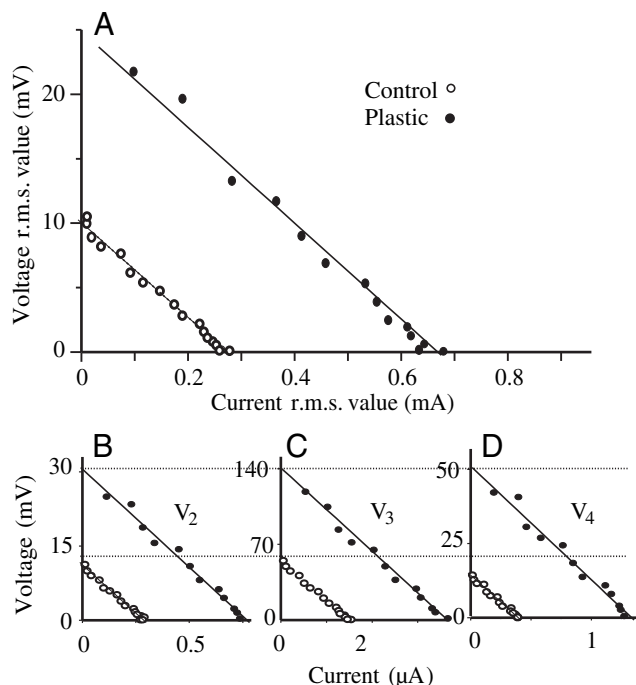 A
Voltage r.m.s. value (mV)
20
10
0
Control
Plastic
0 0.2 0.4 0.6 0.8
Current r.m.s. value (mA)
B C D
Voltage (mV)
30
15
0
V2
0 0.5
140
70
0
V3
0 2
50
25
0
V4
0 1
Current (µA)